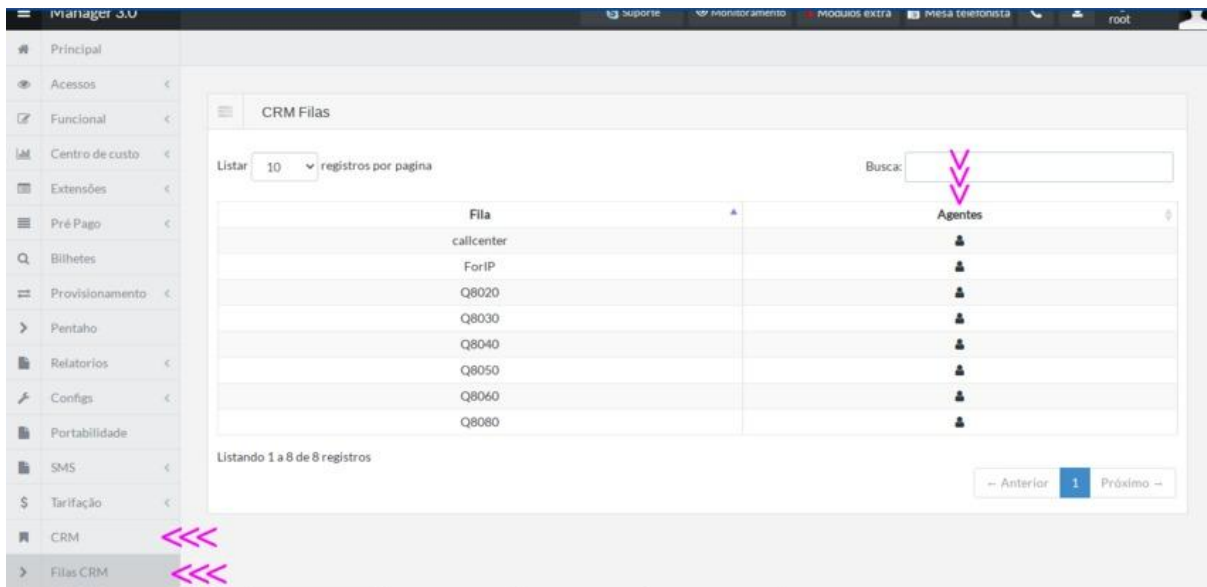 Manager 3.0 Suporte Monitoramento Módulos extra Mesa telefonista root
Principal
Acessos
Funcional
Centro de custo
Extensões
Pré Pago
Bilhetes
Provisionamento
Pentaho
Relatorios
Configs
Portabilidade
SMS
Tarifação
CRM
Filas CRM
CRM Filas
Listar 10 registros por pagina Busca:
Fila Agentes
callcenter
ForIP
Q8020
Q8030
Q8040
Q8050
Q8060
Q8080
Listando 1 a 8 de 8 registros
← Anterior 1 Próximo →